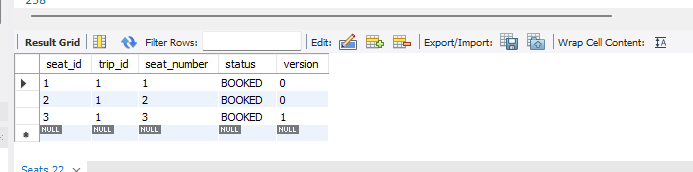 Result Grid Filter Rows: Edit: Export/Import: Wrap Cell Content:
seat_id trip_id seat_number status version
1 1 1 BOOKED 0
2 1 2 BOOKED 0
3 1 3 BOOKED 1
NULL NULL NULL NULL NULL
Seats 22